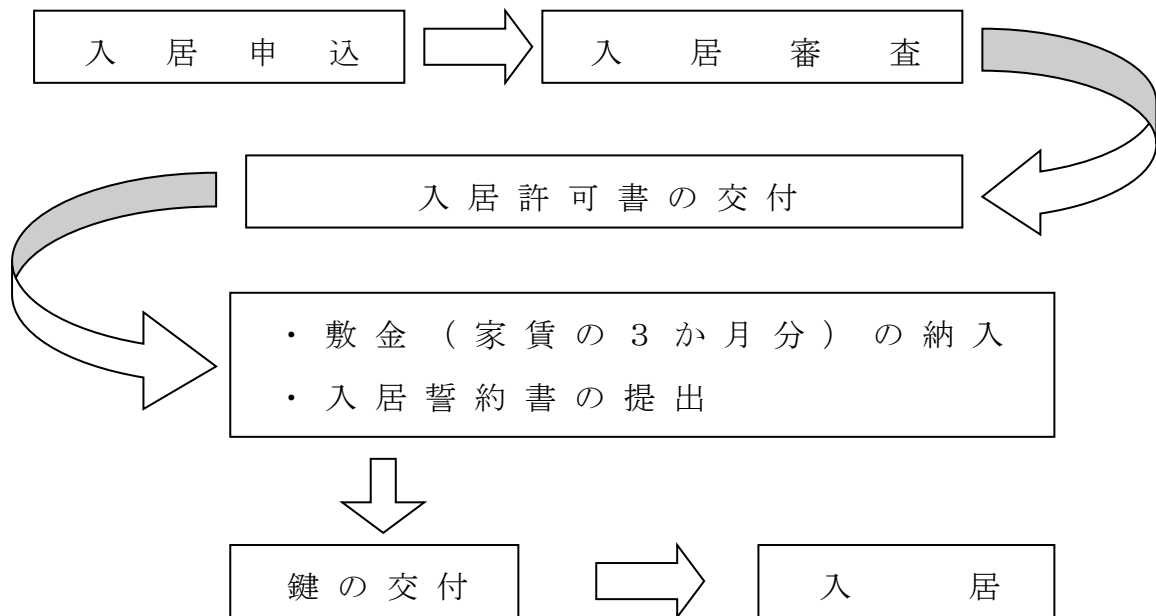 入居申込
入居審査
入居許可書の交付
・敷金（家賃の３か月分）の納入
・入居誓約書の提出
鍵の交付
入居